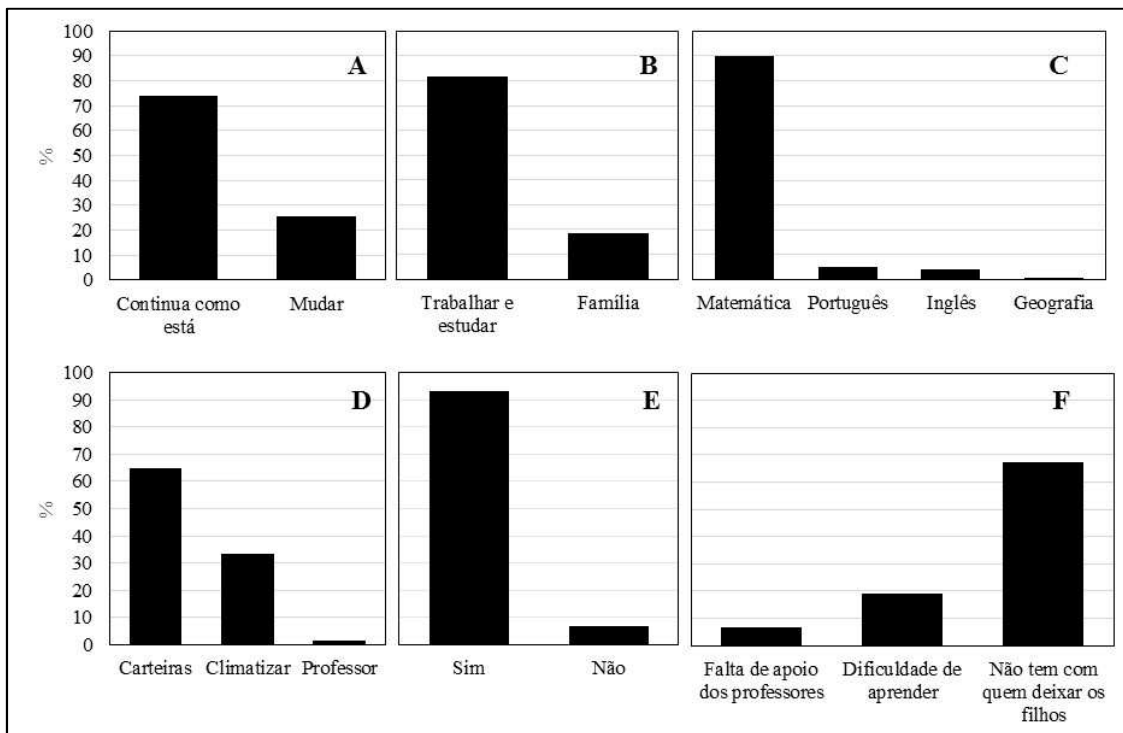 100
90
80
70
60
50
40
30
20
10
0
%
A
Continua como
está
Mudar
B
Trabalhar e
estudar
Família
C
Matemática
Português
Inglês
Geografia
100
90
80
70
60
50
40
30
20
10
0
%
D
Carteiras
Climatizar
Professor
E
Sim
Não
F
Falta de apoio
dos professores
Dificuldade de
aprender
Não tem com
quem deixar os
filhos